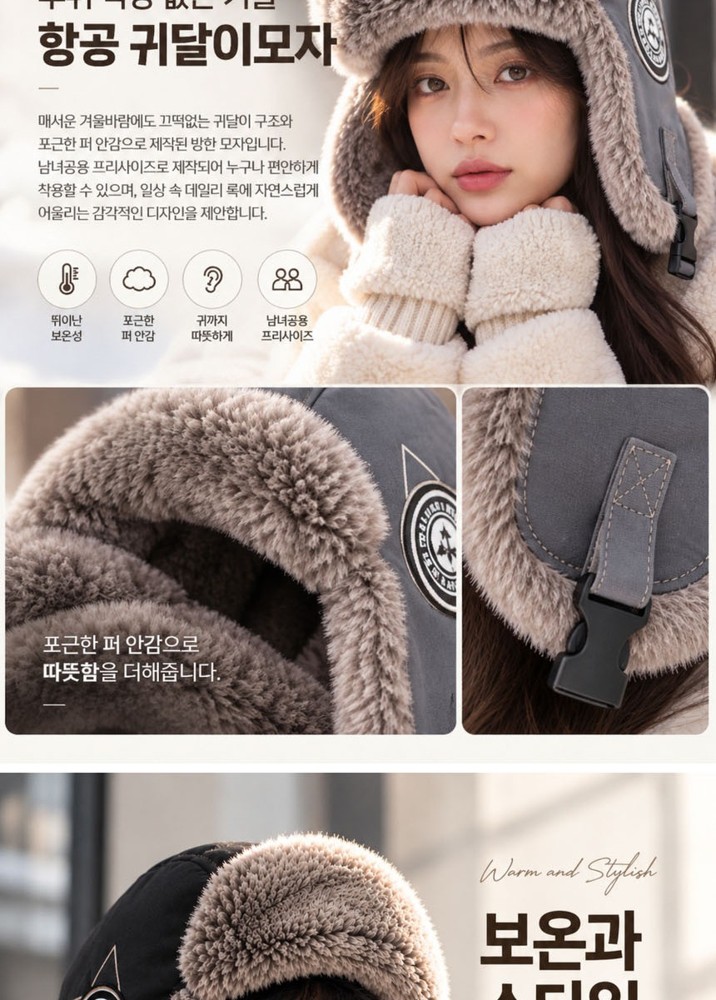 항공 귀달이모자
매서운 겨울바람에도 끄떡없는 귀달이 구조와
포근한 퍼 안감으로 제작된 방한 모자입니다.
남녀공용 프리사이즈로 제작되어 누구나 편안하게
착용할 수 있으며, 일상 속 데일리 룩에 자연스럽게
어울리는 감각적인 디자인을 제안합니다.
뛰어난
보온성
포근한
퍼 안감
귀까지
따뜻하게
남녀공용
프리사이즈
포근한 퍼 안감으로
따뜻함을 더해줍니다.
Warm and Stylish
보온과